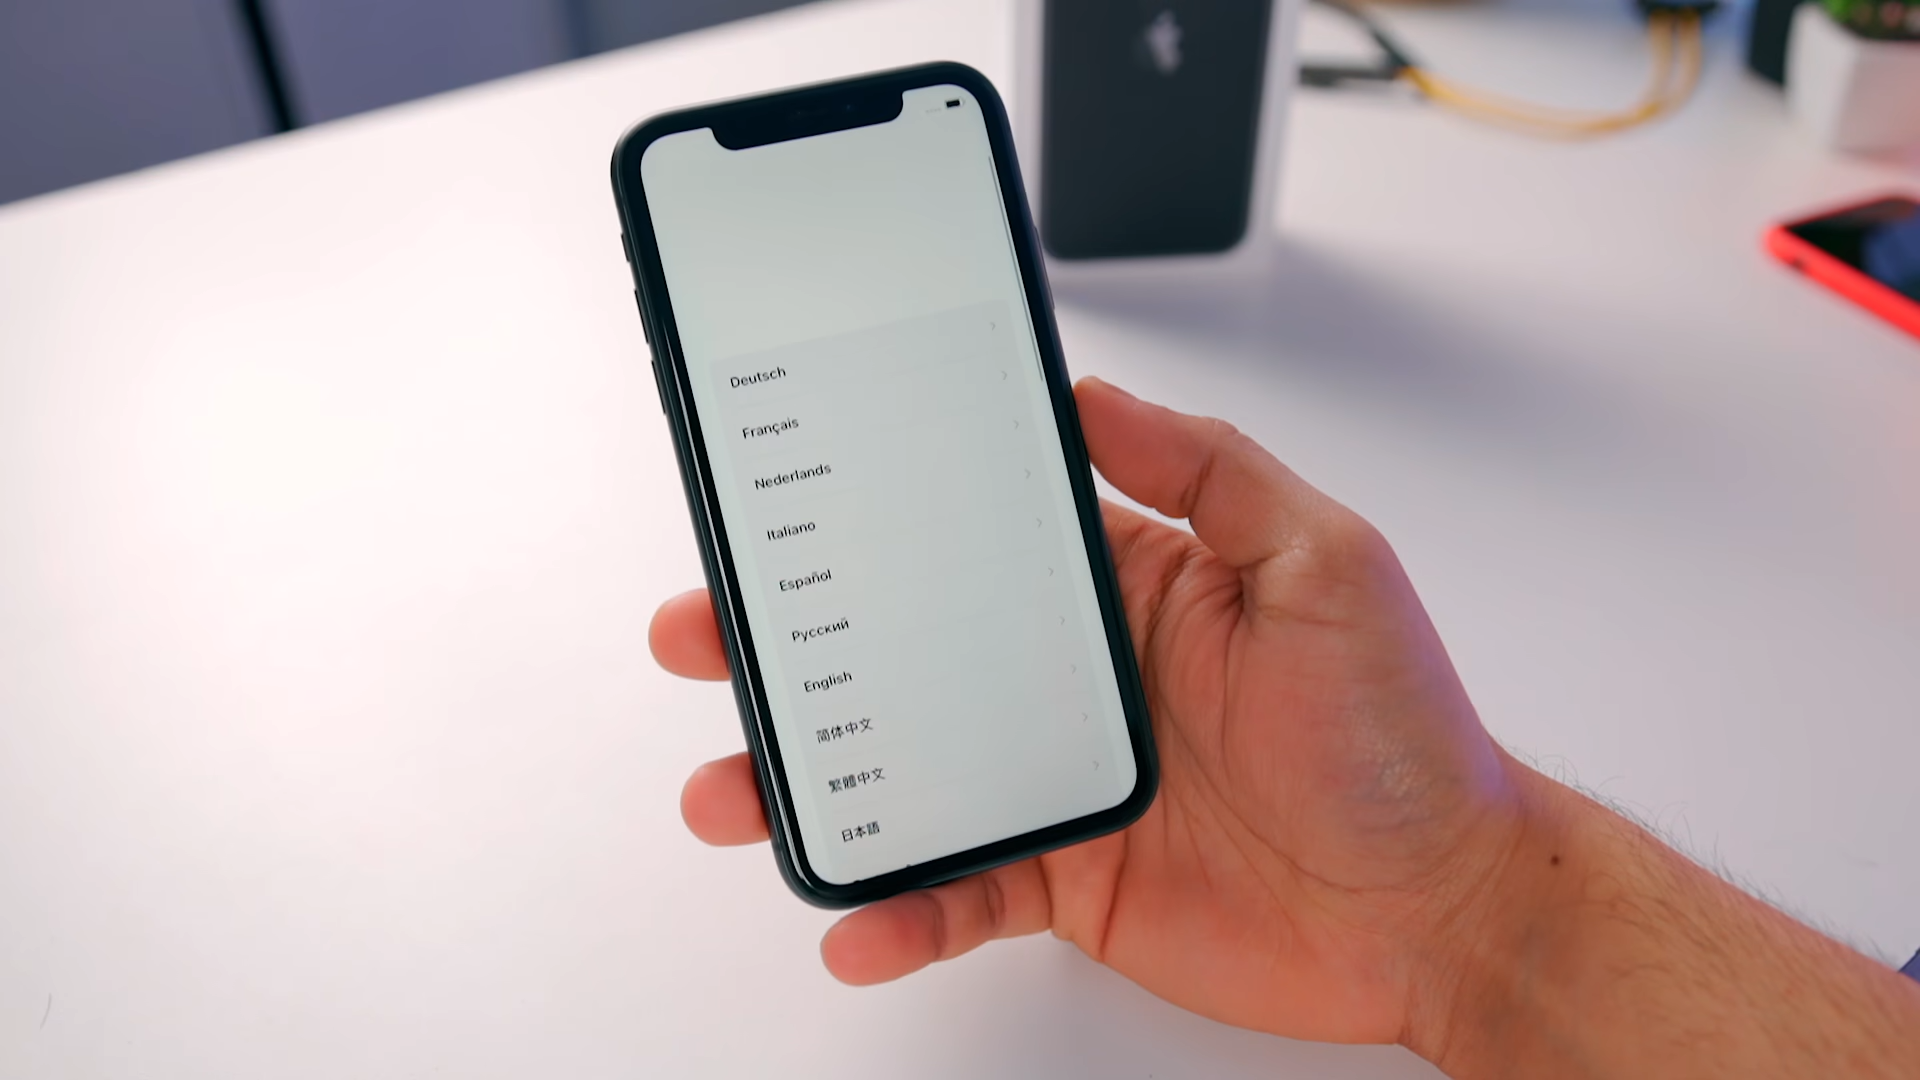 Deutsch
Français
Nederlands
Italiano
Español
Русский
English
简体中文
繁體中文
日本語